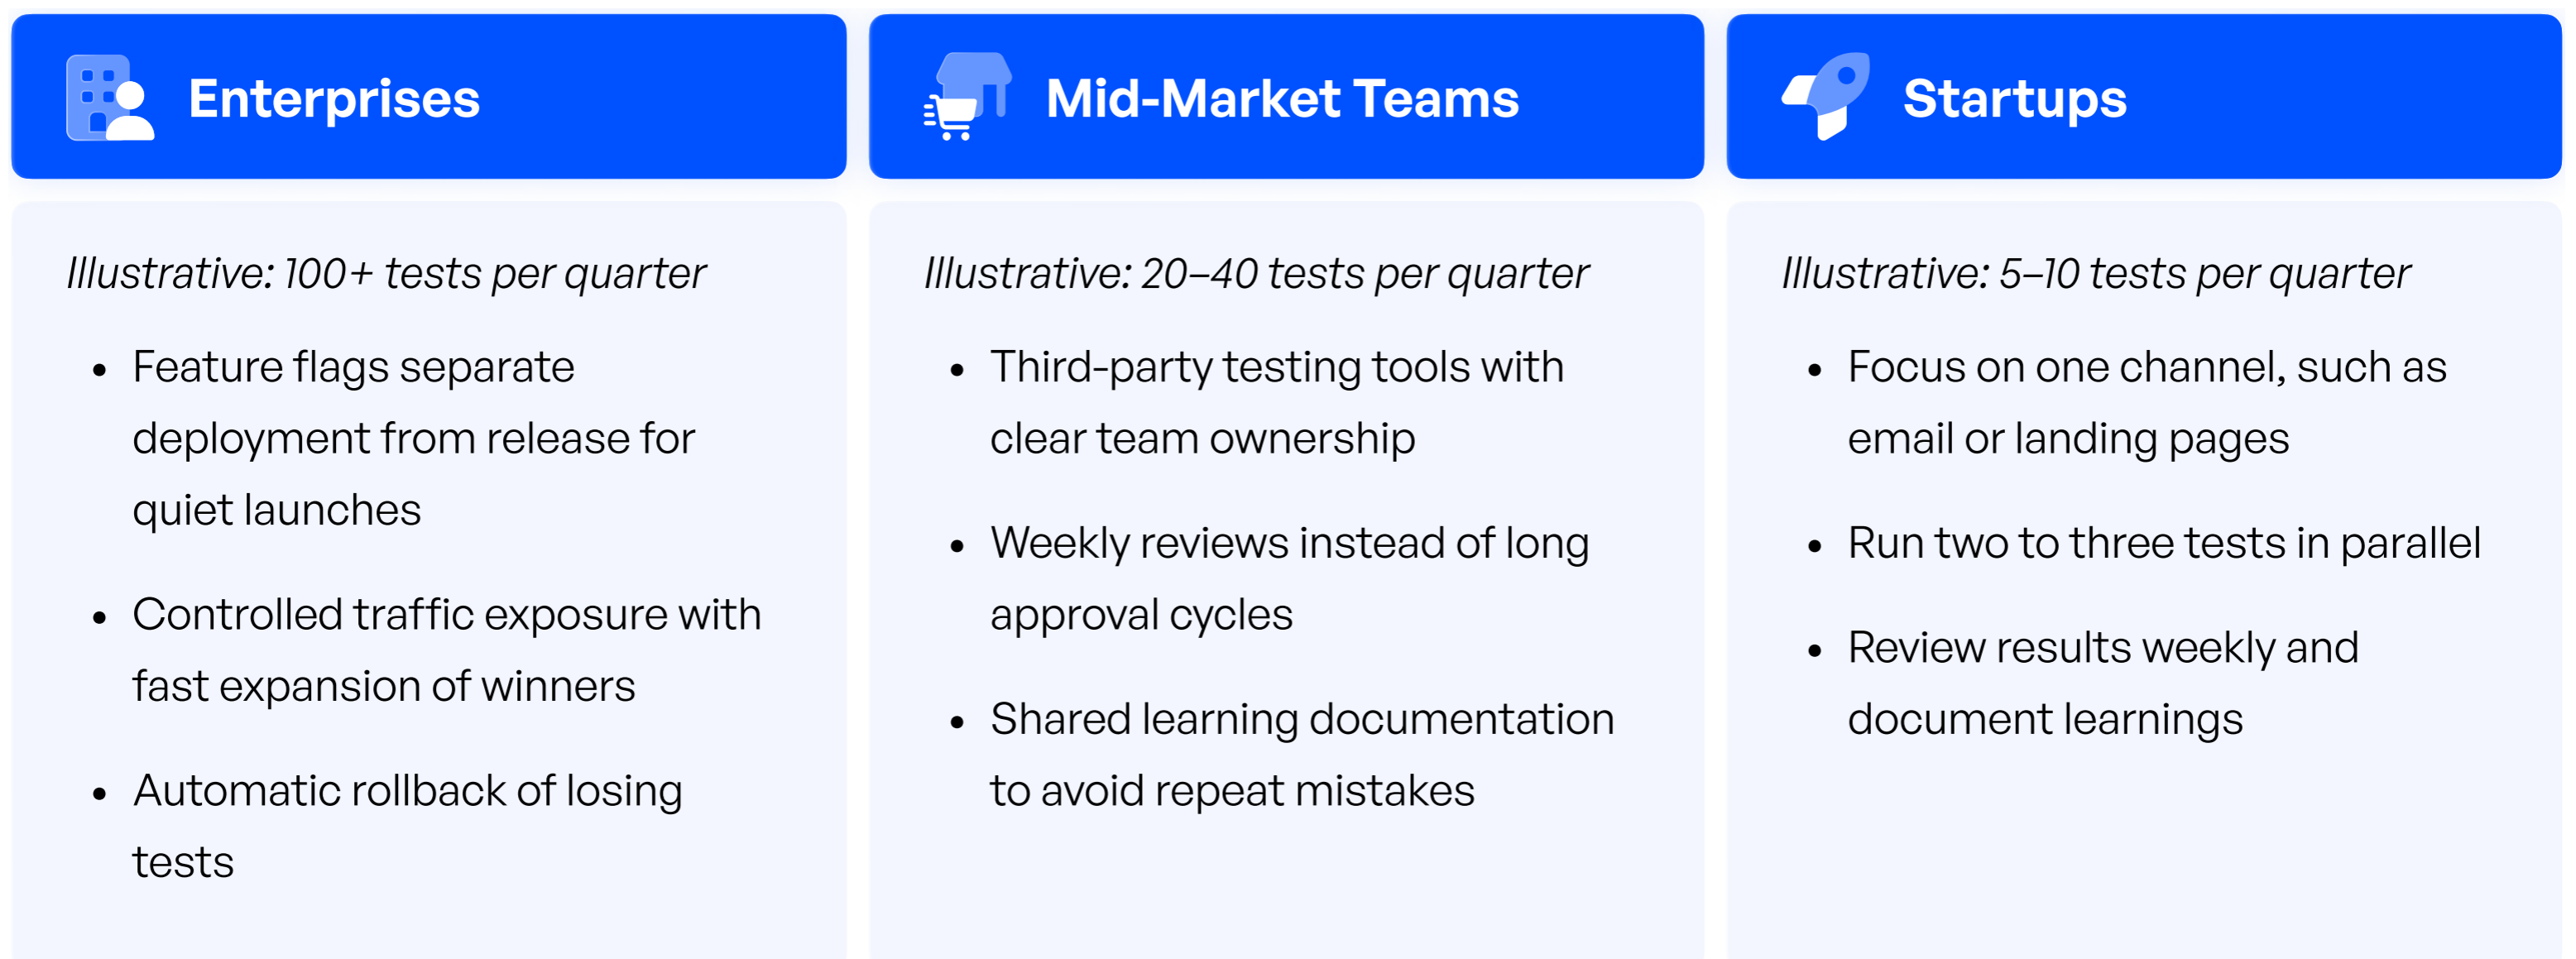 Enterprises
Illustrative: 100+ tests per quarter
• Feature flags separate
deployment from release for
quiet launches
• Controlled traffic exposure with
fast expansion of winners
• Automatic rollback of losing
tests
Mid-Market Teams
Illustrative: 20–40 tests per quarter
• Third-party testing tools with
clear team ownership
• Weekly reviews instead of long
approval cycles
• Shared learning documentation
to avoid repeat mistakes
Startups
Illustrative: 5–10 tests per quarter
• Focus on one channel, such as
email or landing pages
• Run two to three tests in parallel
• Review results weekly and
document learnings